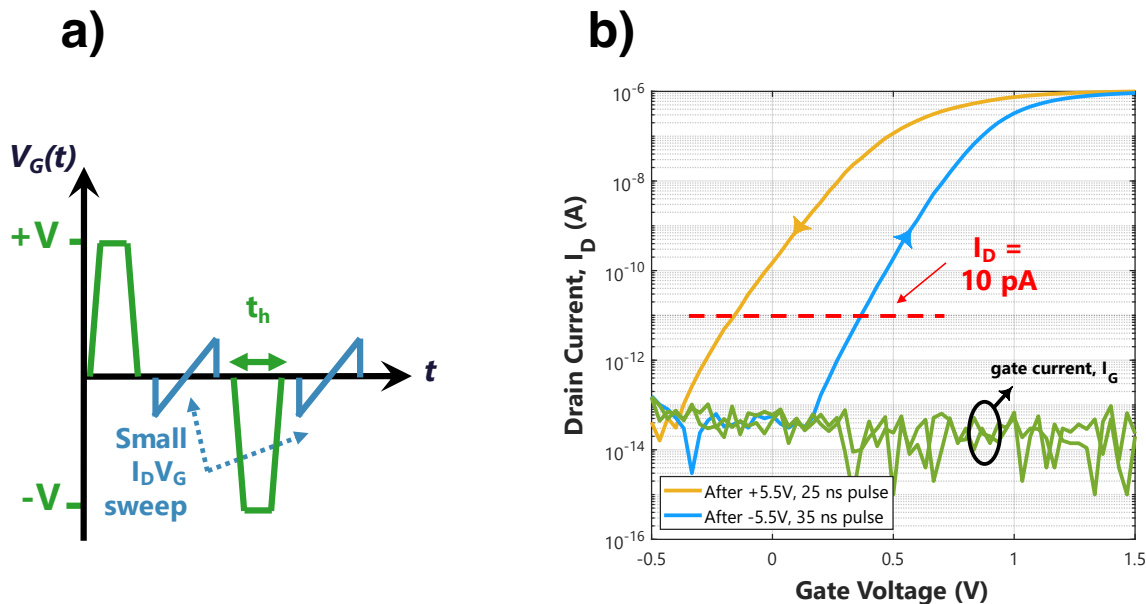 a)
V_G(t)
+V
t_h
t
Small
I_DV_G
sweep
-V
b)
Drain Current, I_D (A)
10^-6
10^-8
10^-10
10^-12
10^-14
10^-16
I_D =
10 pA
gate current, I_G
After +5.5V, 25 ns pulse
After -5.5V, 35 ns pulse
-0.5 0 0.5 1 1.5
Gate Voltage (V)